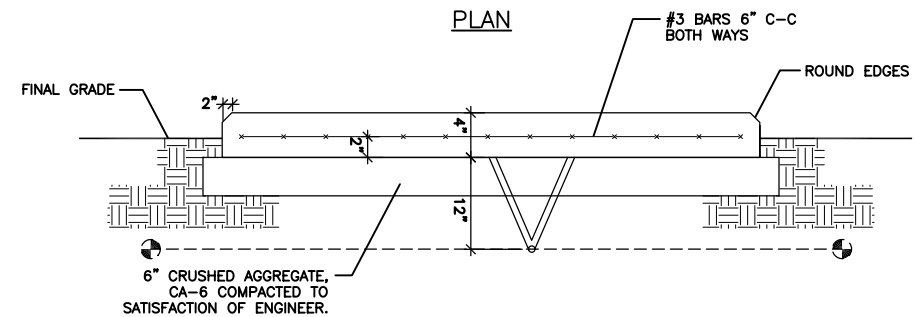 PLAN
#3 BARS 6" C-C
BOTH WAYS
ROUND EDGES
FINAL GRADE
2"
4"
2"
12"
6" CRUSHED AGGREGATE,
CA-6 COMPACTED TO
SATISFACTION OF ENGINEER.